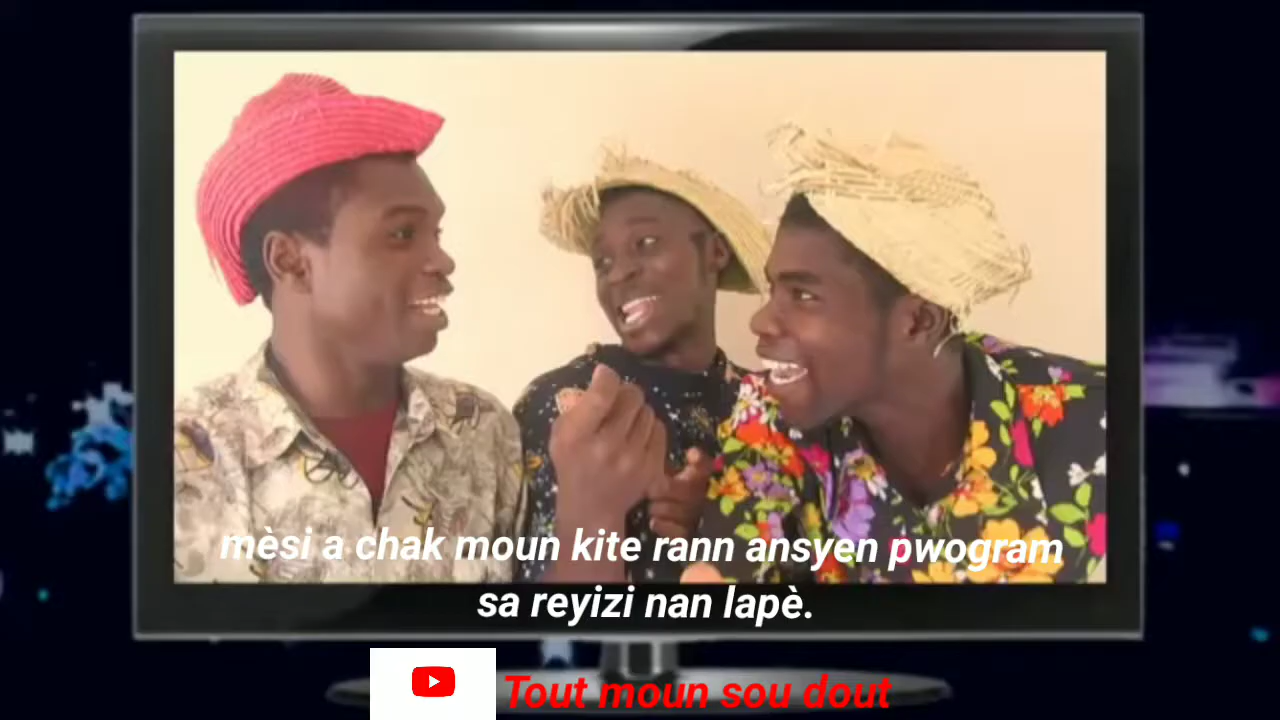 mèsi a chak moun kite rann ansyen pwogram
sa reyizi nan lapè.
Tout moun sou dout